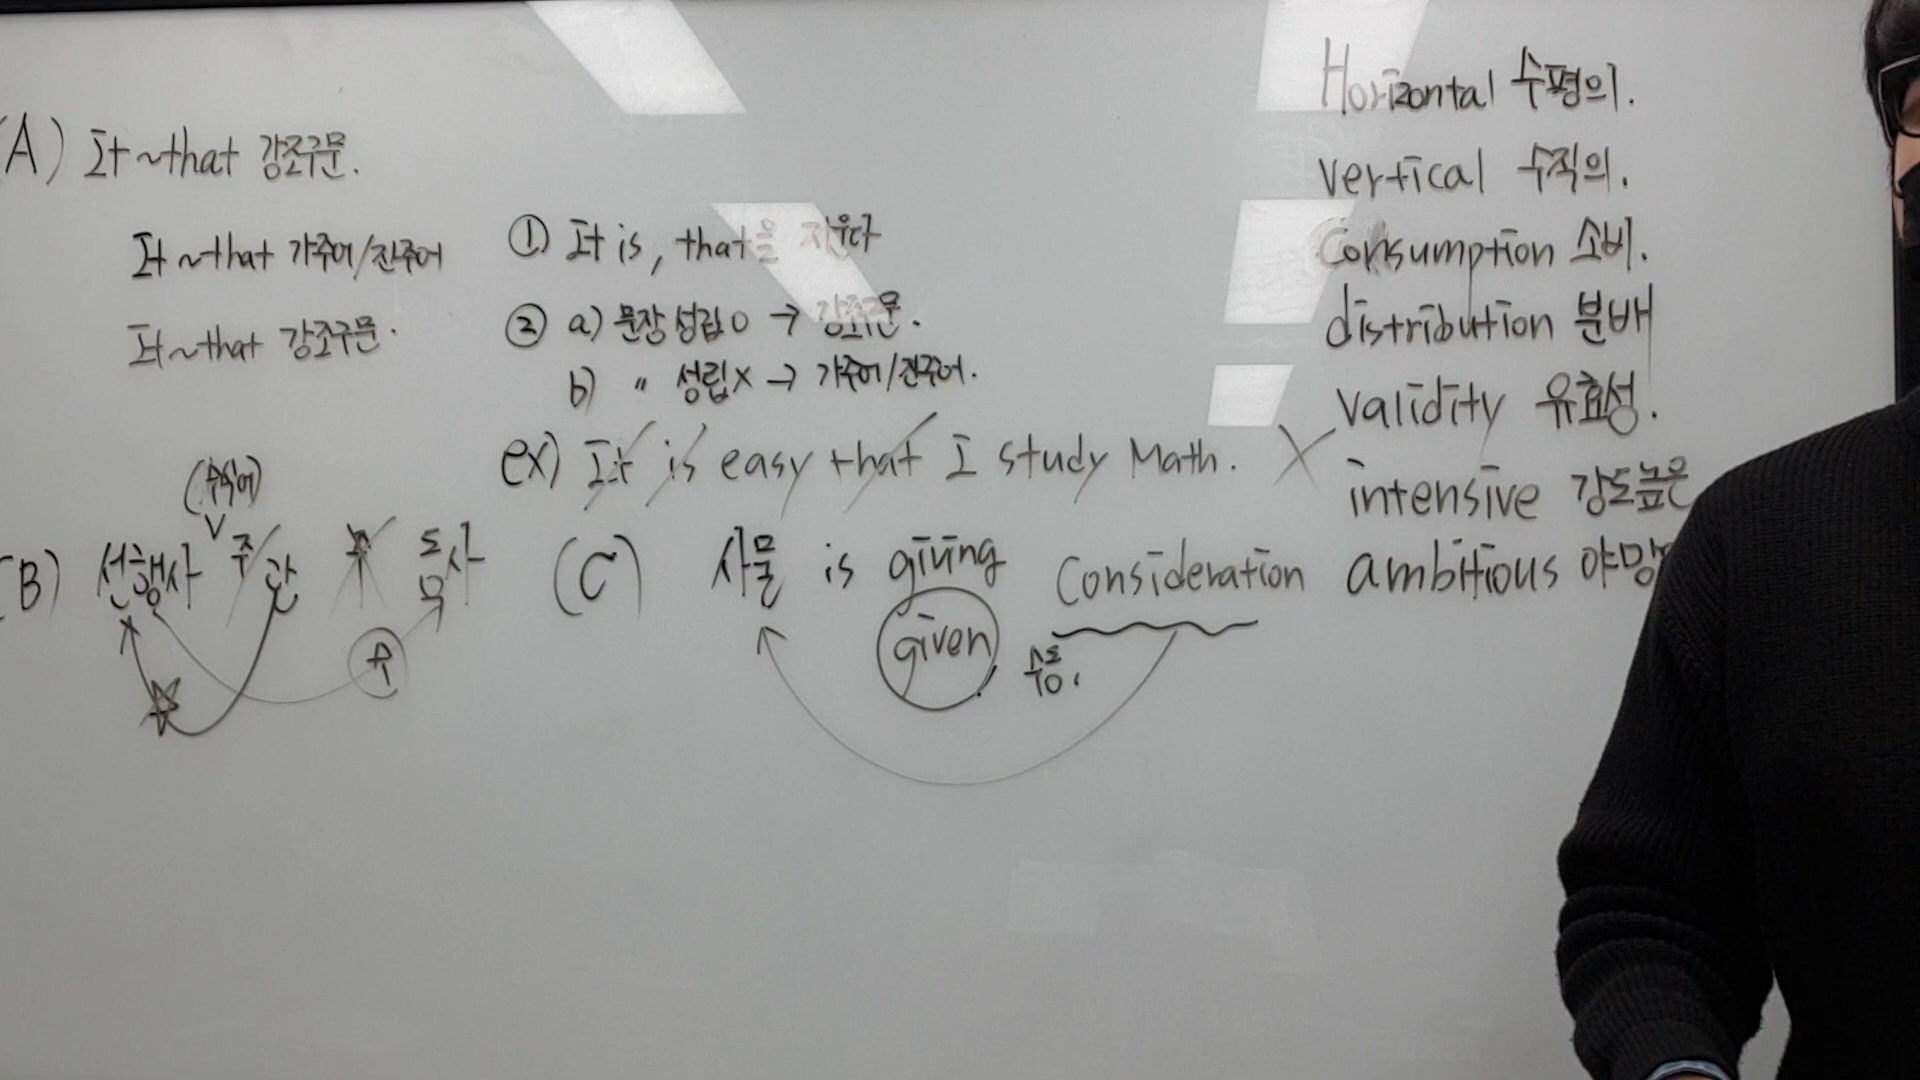 (A) It ~that 강조구문.
It ~that 가주어/진주어
It ~that 강조구문.
① It is, that을 지운다
② a) 문장성립 O → 강조구문.
b) 〃 성립 X → 가주어/진주어.
ex) It is easy that I study Math. X
(수식어)
(B) 선행사 ∨ 주/관 동사
(C) 사물 is giving Consideration
given. 수동.
Horizontal 수평의.
vertical 수직의.
Consumption 소비.
distribution 분배
validity 유효성.
intensive 강도높은
ambitious 야망